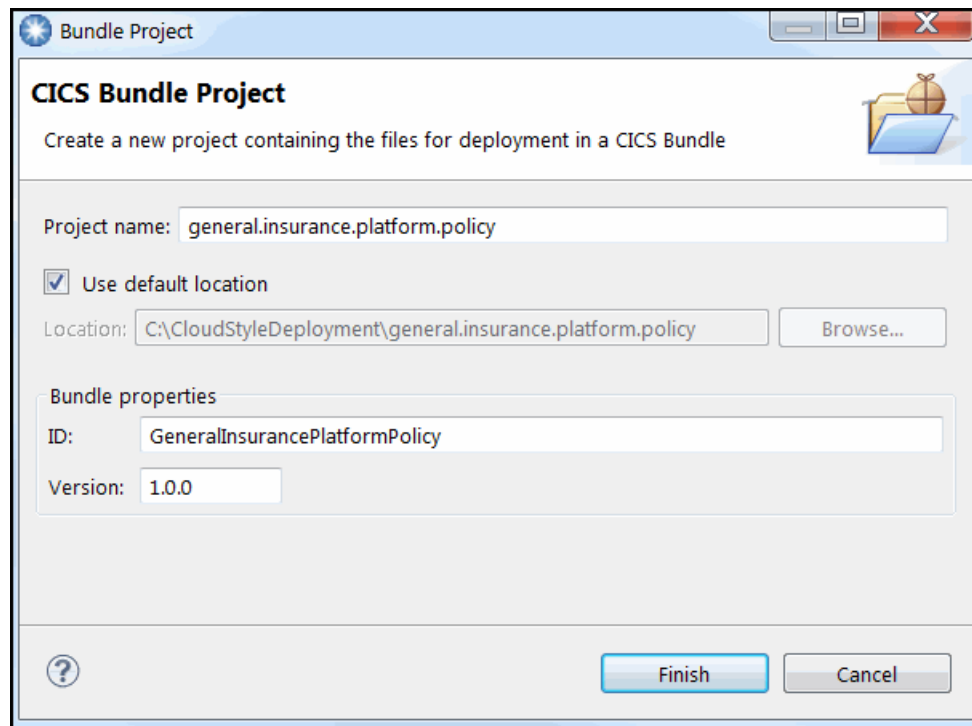 Bundle Project
CICS Bundle Project
Create a new project containing the files for deployment in a CICS Bundle
Project name: general.insurance.platform.policy
Use default location
Location: C:\CloudStyleDeployment\general.insurance.platform.policy Browse...
Bundle properties
ID: GeneralInsurancePlatformPolicy
Version: 1.0.0
? Finish Cancel